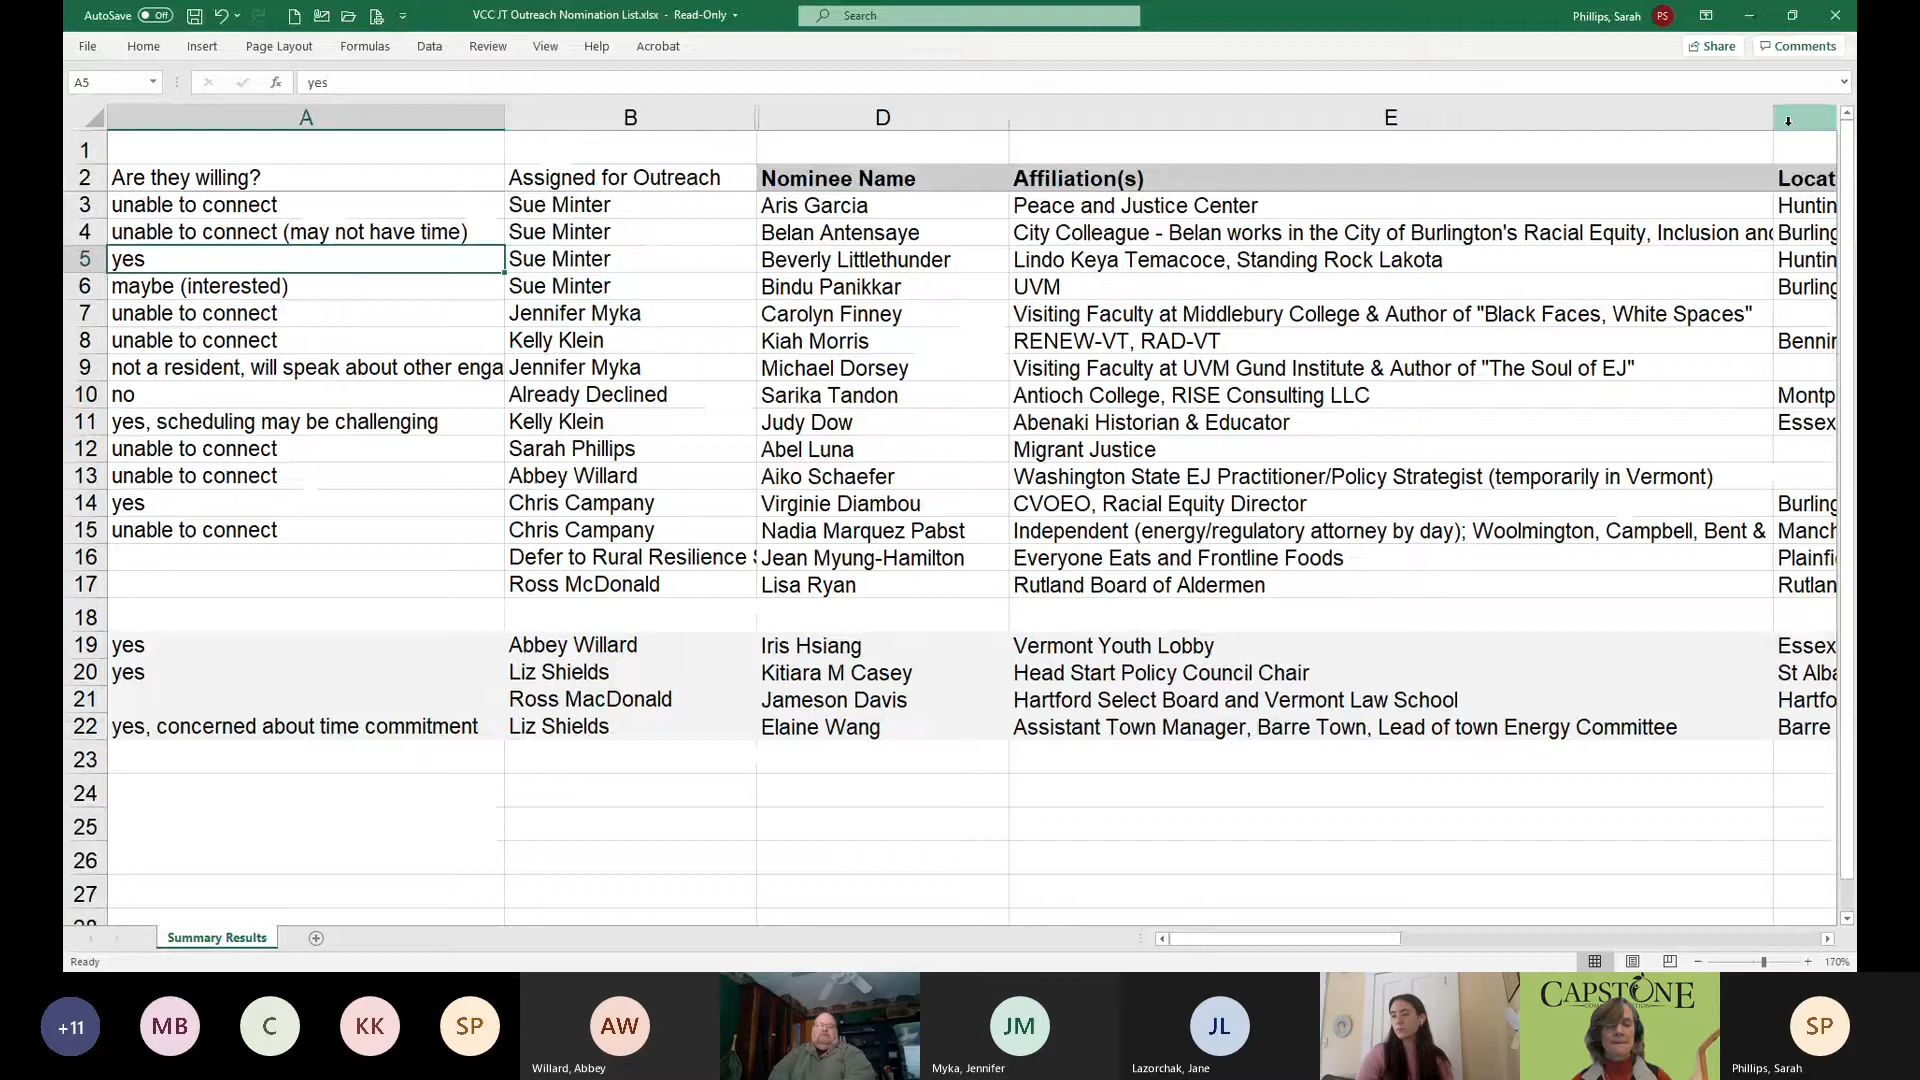 AutoSave Off VCC JT Outreach Nomination List.xlsx - Read-Only Search Phillips, Sarah PS
File Home Insert Page Layout Formulas Data Review View Help Acrobat Share Comments
A5 fx yes
A B D E
1
2 Are they willing? Assigned for Outreach Nominee Name Affiliation(s) Locat
3 unable to connect Sue Minter Aris Garcia Peace and Justice Center Huntin
4 unable to connect (may not have time) Sue Minter Belan Antensaye City Colleague - Belan works in the City of Burlington's Racial Equity, Inclusion and Burling
5 yes Sue Minter Beverly Littlethunder Lindo Keya Temacoce, Standing Rock Lakota Huntin
6 maybe (interested) Sue Minter Bindu Panikkar UVM Burling
7 unable to connect Jennifer Myka Carolyn Finney Visiting Faculty at Middlebury College & Author of "Black Faces, White Spaces"
8 unable to connect Kelly Klein Kiah Morris RENEW-VT, RAD-VT Bennin
9 not a resident, will speak about other enga Jennifer Myka Michael Dorsey Visiting Faculty at UVM Gund Institute & Author of "The Soul of EJ"
10 no Already Declined Sarika Tandon Antioch College, RISE Consulting LLC Montp
11 yes, scheduling may be challenging Kelly Klein Judy Dow Abenaki Historian & Educator Essex
12 unable to connect Sarah Phillips Abel Luna Migrant Justice
13 unable to connect Abbey Willard Aiko Schaefer Washington State EJ Practitioner/Policy Strategist (temporarily in Vermont)
14 yes Chris Campany Virginie Diambou CVOEO, Racial Equity Director Burling
15 unable to connect Chris Campany Nadia Marquez Pabst Independent (energy/regulatory attorney by day); Woolmington, Campbell, Bent & Manch
16 Defer to Rural Resilience Jean Myung-Hamilton Everyone Eats and Frontline Foods Plainfi
17 Ross McDonald Lisa Ryan Rutland Board of Aldermen Rutlan
18
19 yes Abbey Willard Iris Hsiang Vermont Youth Lobby Essex
20 yes Liz Shields Kitiara M Casey Head Start Policy Council Chair St Alba
21 Ross MacDonald Jameson Davis Hartford Select Board and Vermont Law School Hartfo
22 yes, concerned about time commitment Liz Shields Elaine Wang Assistant Town Manager, Barre Town, Lead of town Energy Committee Barre
23
24
25
26
27
28
Summary Results
Ready 170%
+11 MB C KK SP AW JM JL CAPSTONE SP
Willard, Abbey Myka, Jennifer Lazorchak, Jane Phillips, Sarah